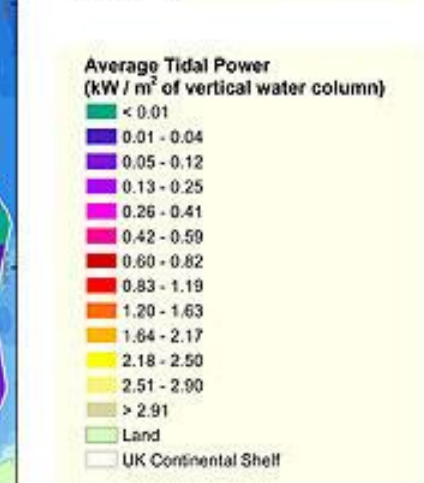 Average Tidal Power
(kW / m² of vertical water column)
< 0.01
0.01 - 0.04
0.05 - 0.12
0.13 - 0.25
0.26 - 0.41
0.42 - 0.59
0.60 - 0.82
0.83 - 1.19
1.20 - 1.63
1.64 - 2.17
2.18 - 2.50
2.51 - 2.90
> 2.91
Land
UK Continental Shelf